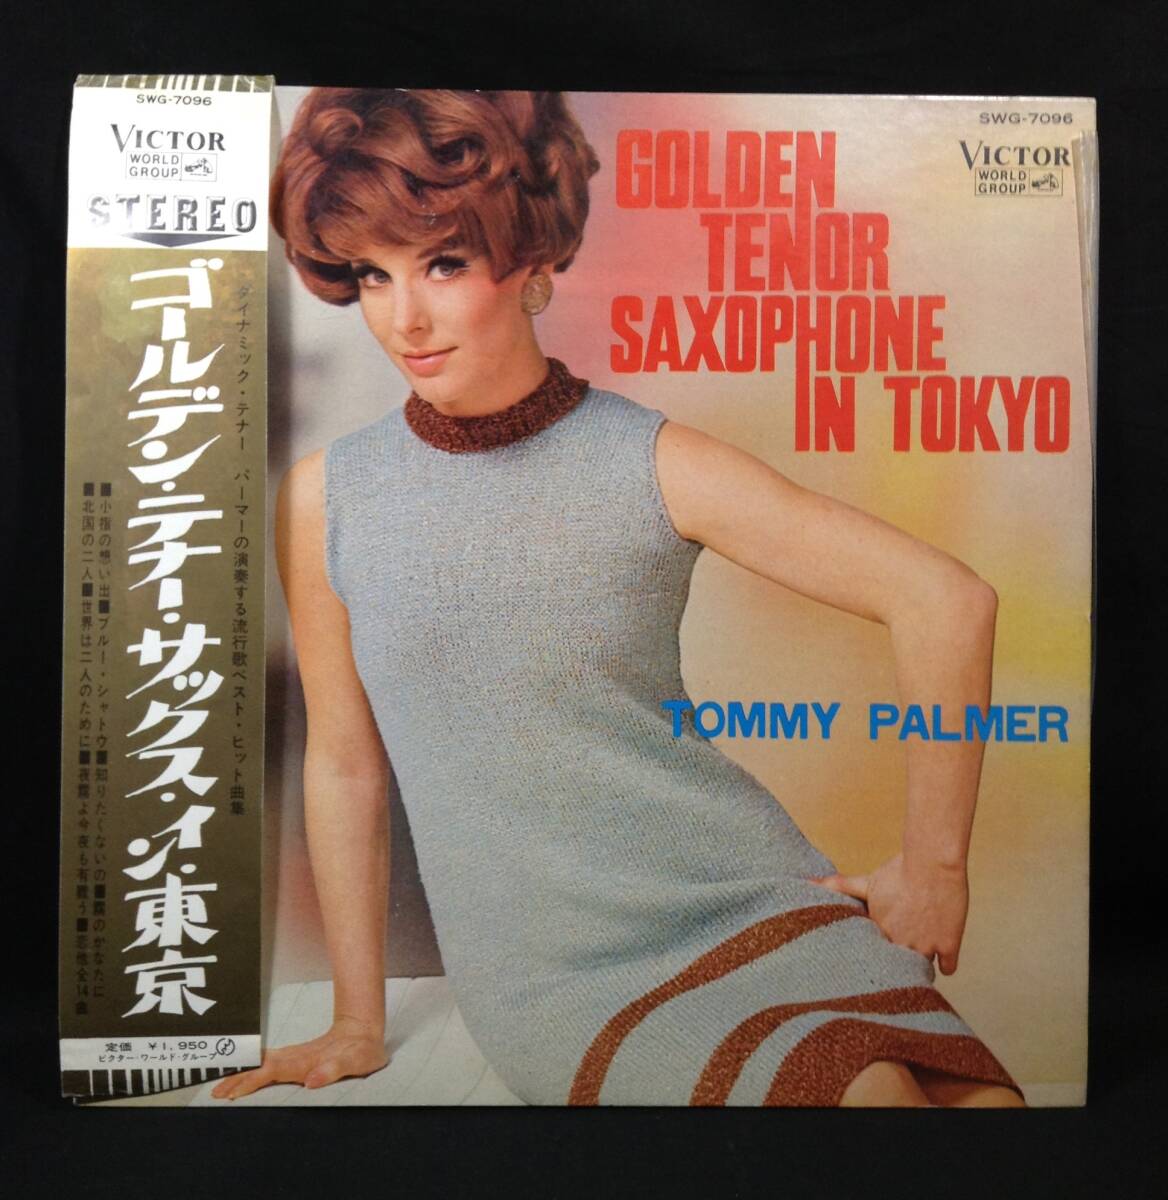 SWG-7096
VICTOR
WORLD
GROUP
STEREO
ゴールデン・テナー・サックス・イン・東京
ダイナミック・テナー パーマーの演奏する流行歌ベスト・ヒット曲集
■小指の想い出■ブルー・シャトウ■知りたくないの■霧のかなたに
■北国の二人■世界は二人のために■夜霧よ今夜も有難う■恋他全14曲
定価 ￥1,950
ビクター・ワールド・グループ
SWG-7096
VICTOR
WORLD
GROUP
GOLDEN
TENOR
SAXOPHONE
IN TOKYO
TOMMY PALMER